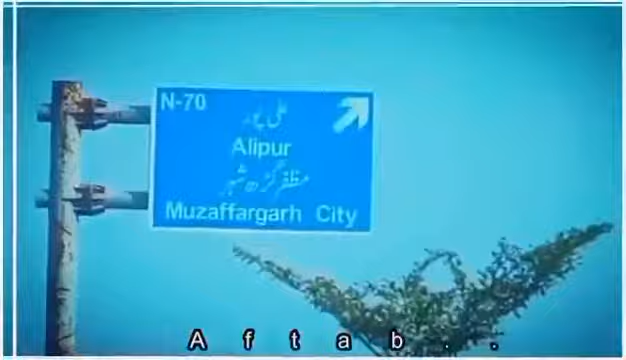 N-70
علی پور
Alipur
مظفر گڑھ شہر
Muzaffargarh City
A f t a b . .